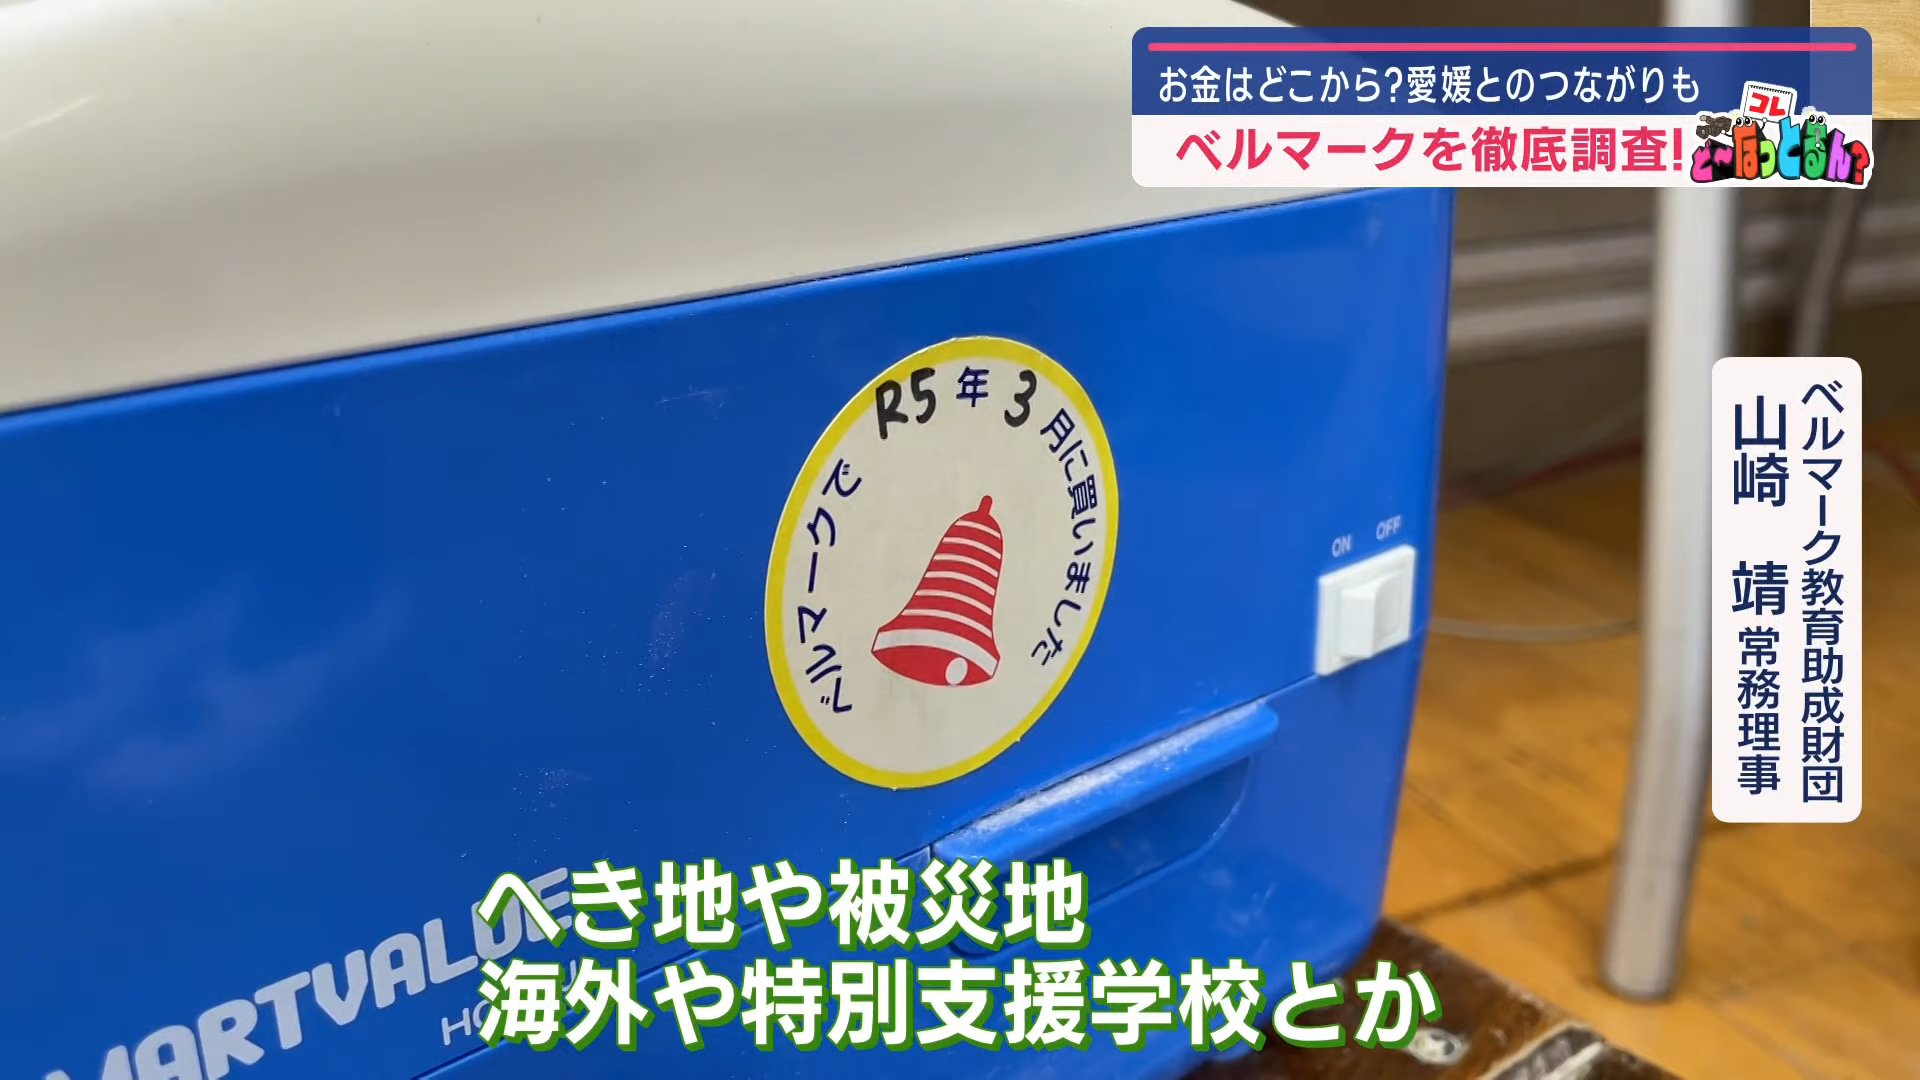 お金はどこから?愛媛とのつながりも
ベルマークを徹底調査!
コレ
ど〜なっとるん?
ベルマーク教育助成財団
山崎 靖 常務理事
ベルマークで R5年3月に買いました
ON OFF
へき地や被災地
海外や特別支援学校とか